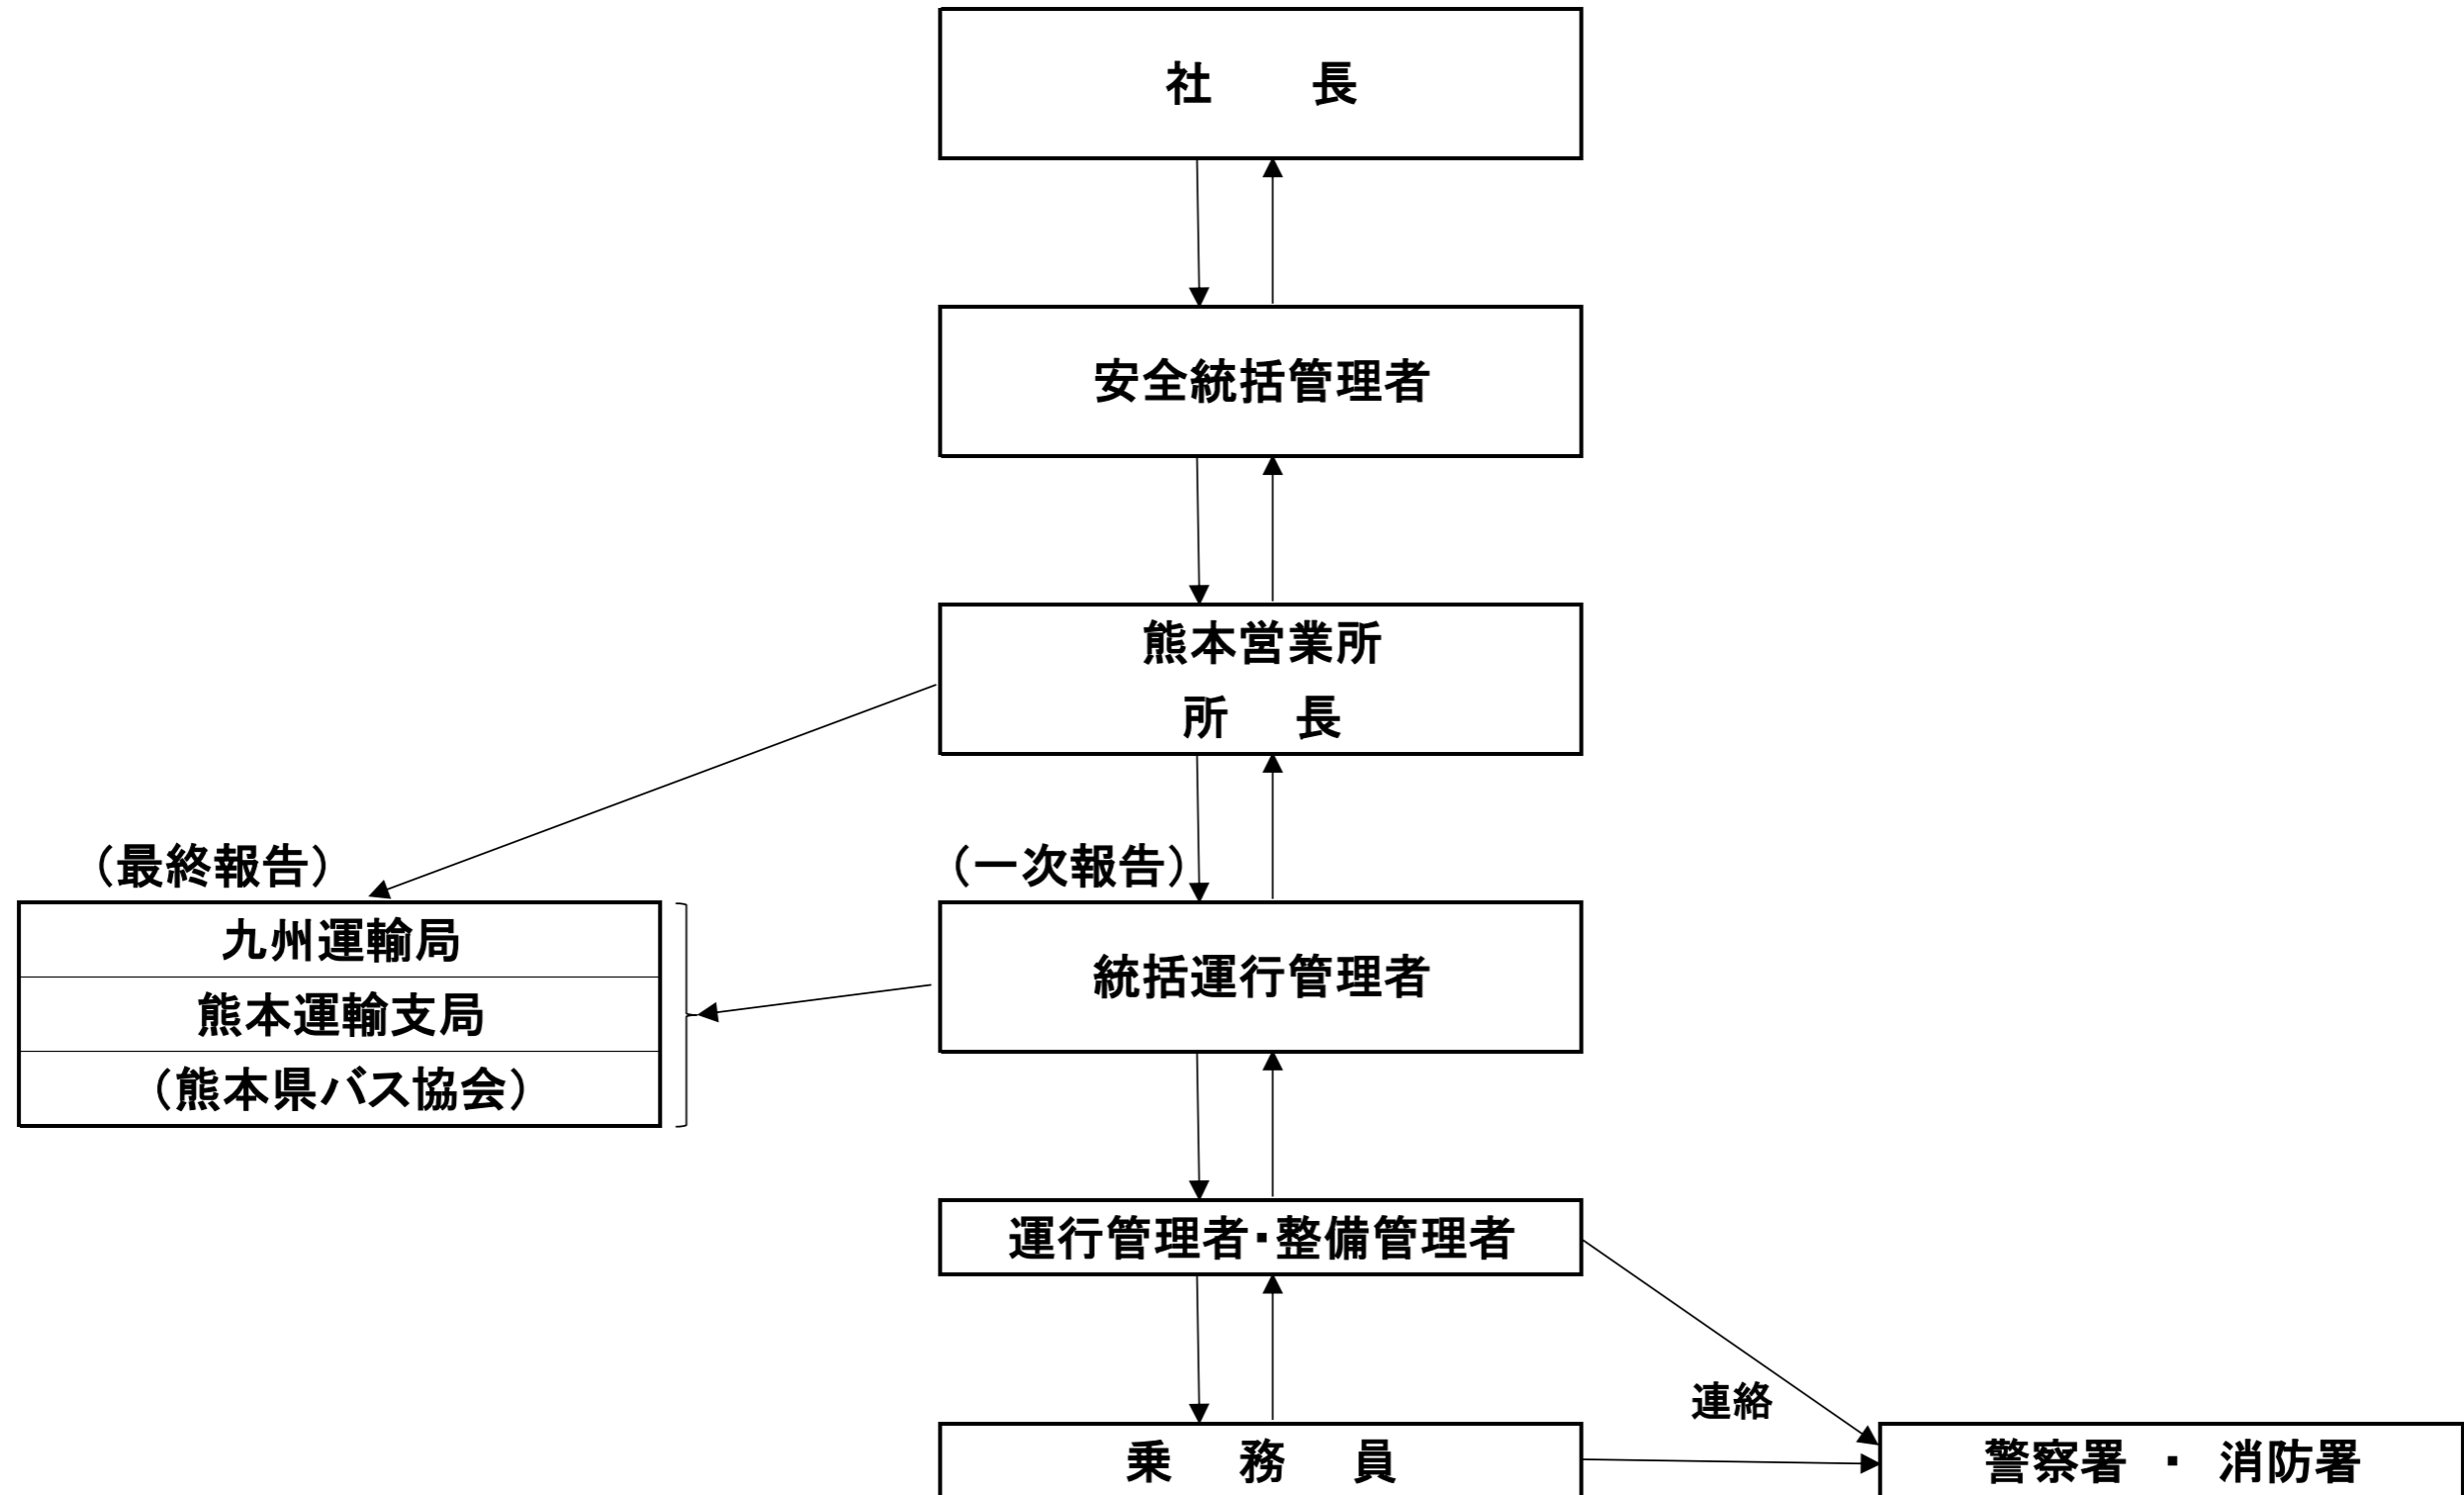 社　　長
安全統括管理者
熊本営業所
所　長
（最終報告）
（一次報告）
九州運輸局
熊本運輸支局
（熊本県バス協会）
統括運行管理者
運行管理者・整備管理者
連絡
乗　務　員
警察署 ・ 消防署